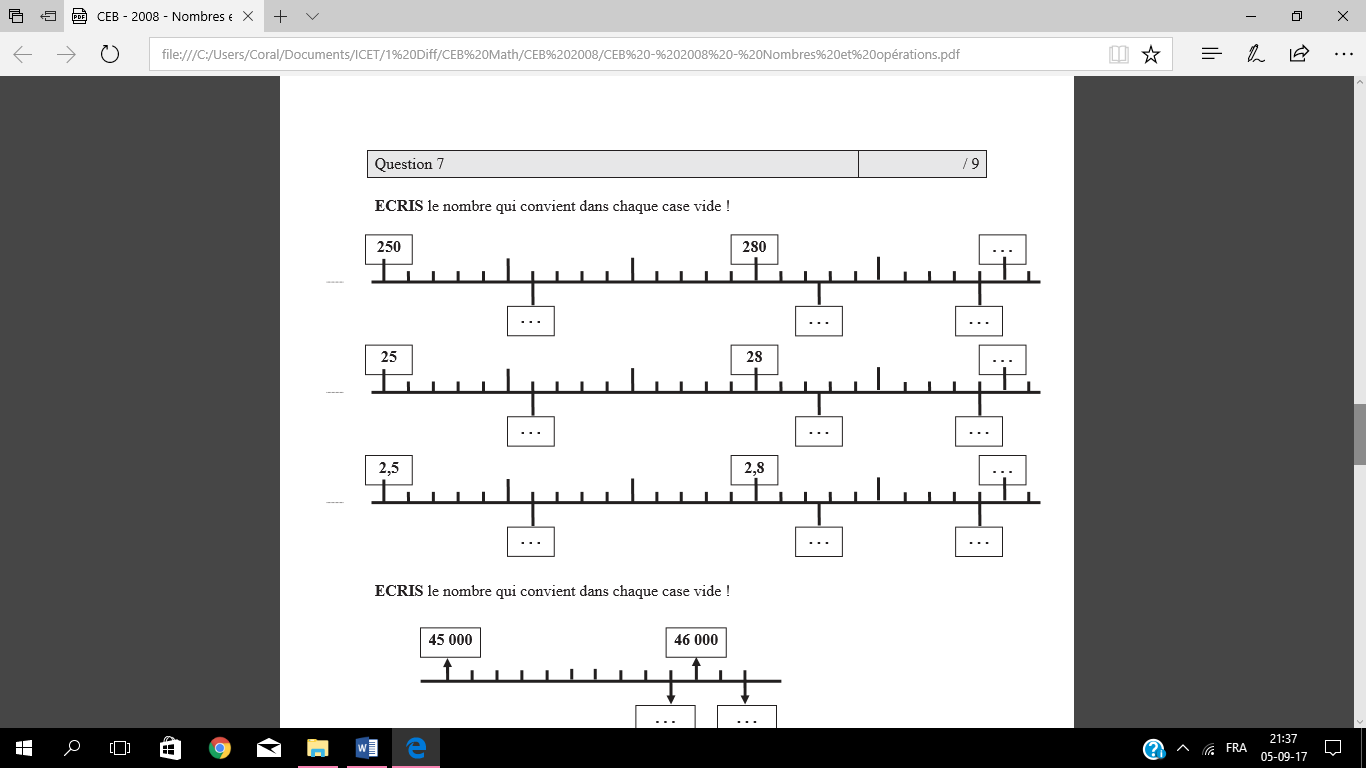 CEB - 2008 - Nombres e
file:///C:/Users/Coral/Documents/ICET/1%20Diff/CEB%20Math/CEB%202008/CEB%20-%202008%20-%20Nombres%20et%20opérations.pdf
Question 7 / 9
ECRIS le nombre qui convient dans chaque case vide !
250 280 ...
... ... ...
25 28 ...
... ... ...
2,5 2,8 ...
... ... ...
ECRIS le nombre qui convient dans chaque case vide !
45 000 46 000
... ...
FRA
21:37
05-09-17